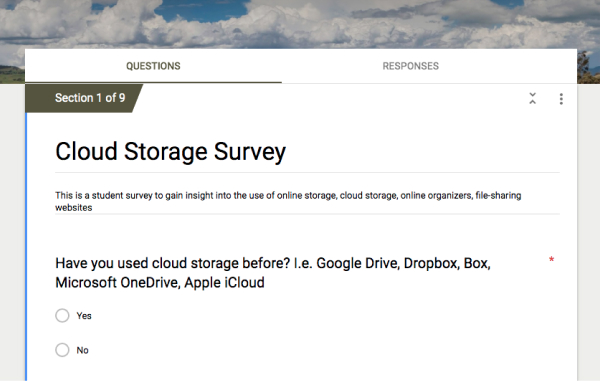 QUESTIONS
RESPONSES
Section 1 of 9
Cloud Storage Survey
This is a student survey to gain insight into the use of online storage, cloud storage, online organizers, file-sharing
websites
Have you used cloud storage before? I.e. Google Drive, Dropbox, Box, *
Microsoft OneDrive, Apple iCloud
Yes
No